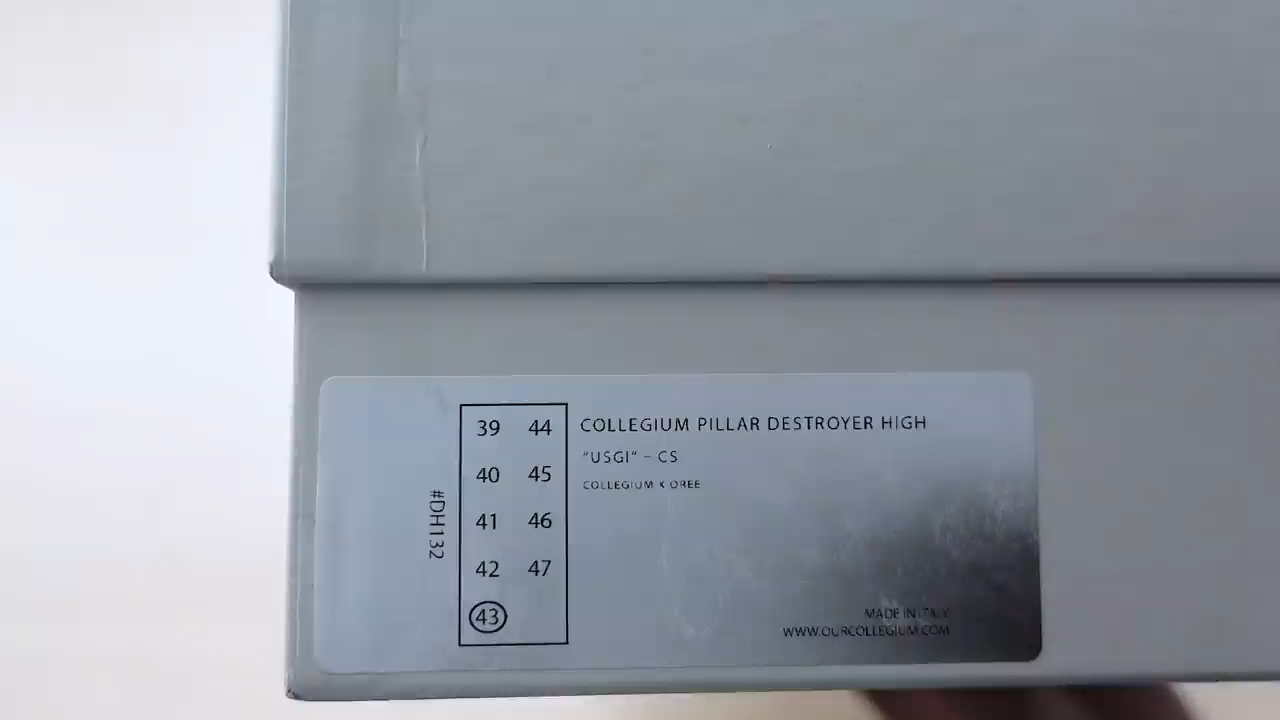 #DH132
39 44
40 45
41 46
42 47
43
COLLEGIUM PILLAR DESTROYER HIGH
"USGI" – CS
COLLEGIUM X OREE
MADE IN ITALY
WWW.OURCOLLEGIUM.COM